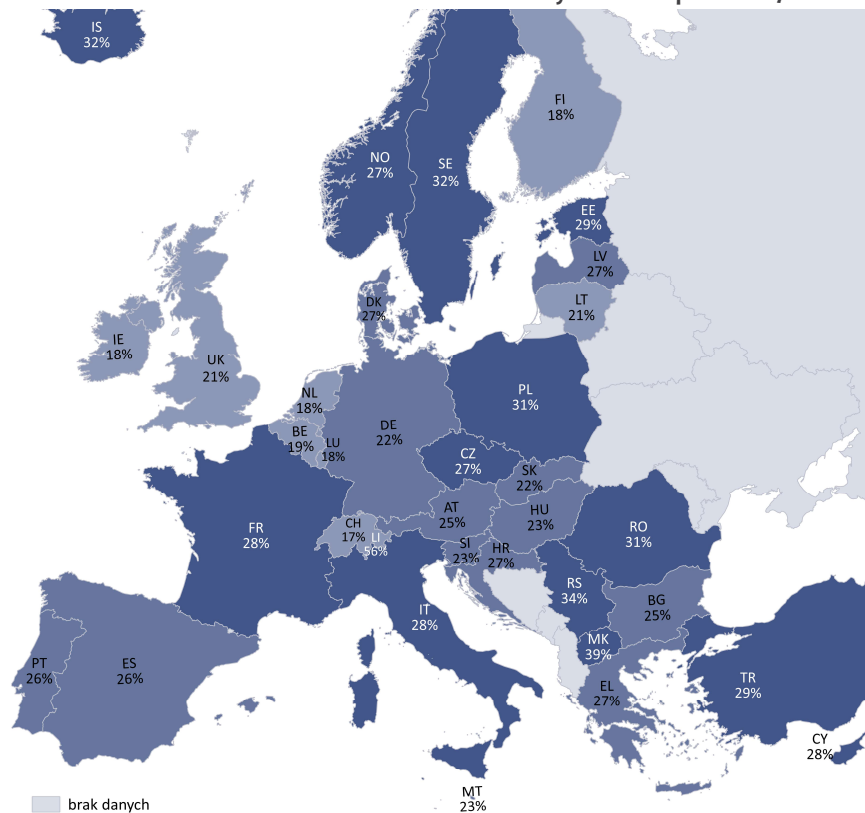 IS
32%
FI
18%
NO
27%
SE
32%
EE
29%
LV
27%
DK
27%
LT
21%
IE
18%
UK
21%
NL
18%
PL
31%
BE
19%
DE
22%
LU
18%
CZ
27%
SK
22%
AT
25%
HU
23%
FR
28%
CH
17%
LI
56%
RO
31%
SI
23%
HR
27%
RS
34%
BG
25%
IT
28%
MK
39%
PT
26%
ES
26%
EL
27%
TR
29%
CY
28%
MT
23%
brak danych